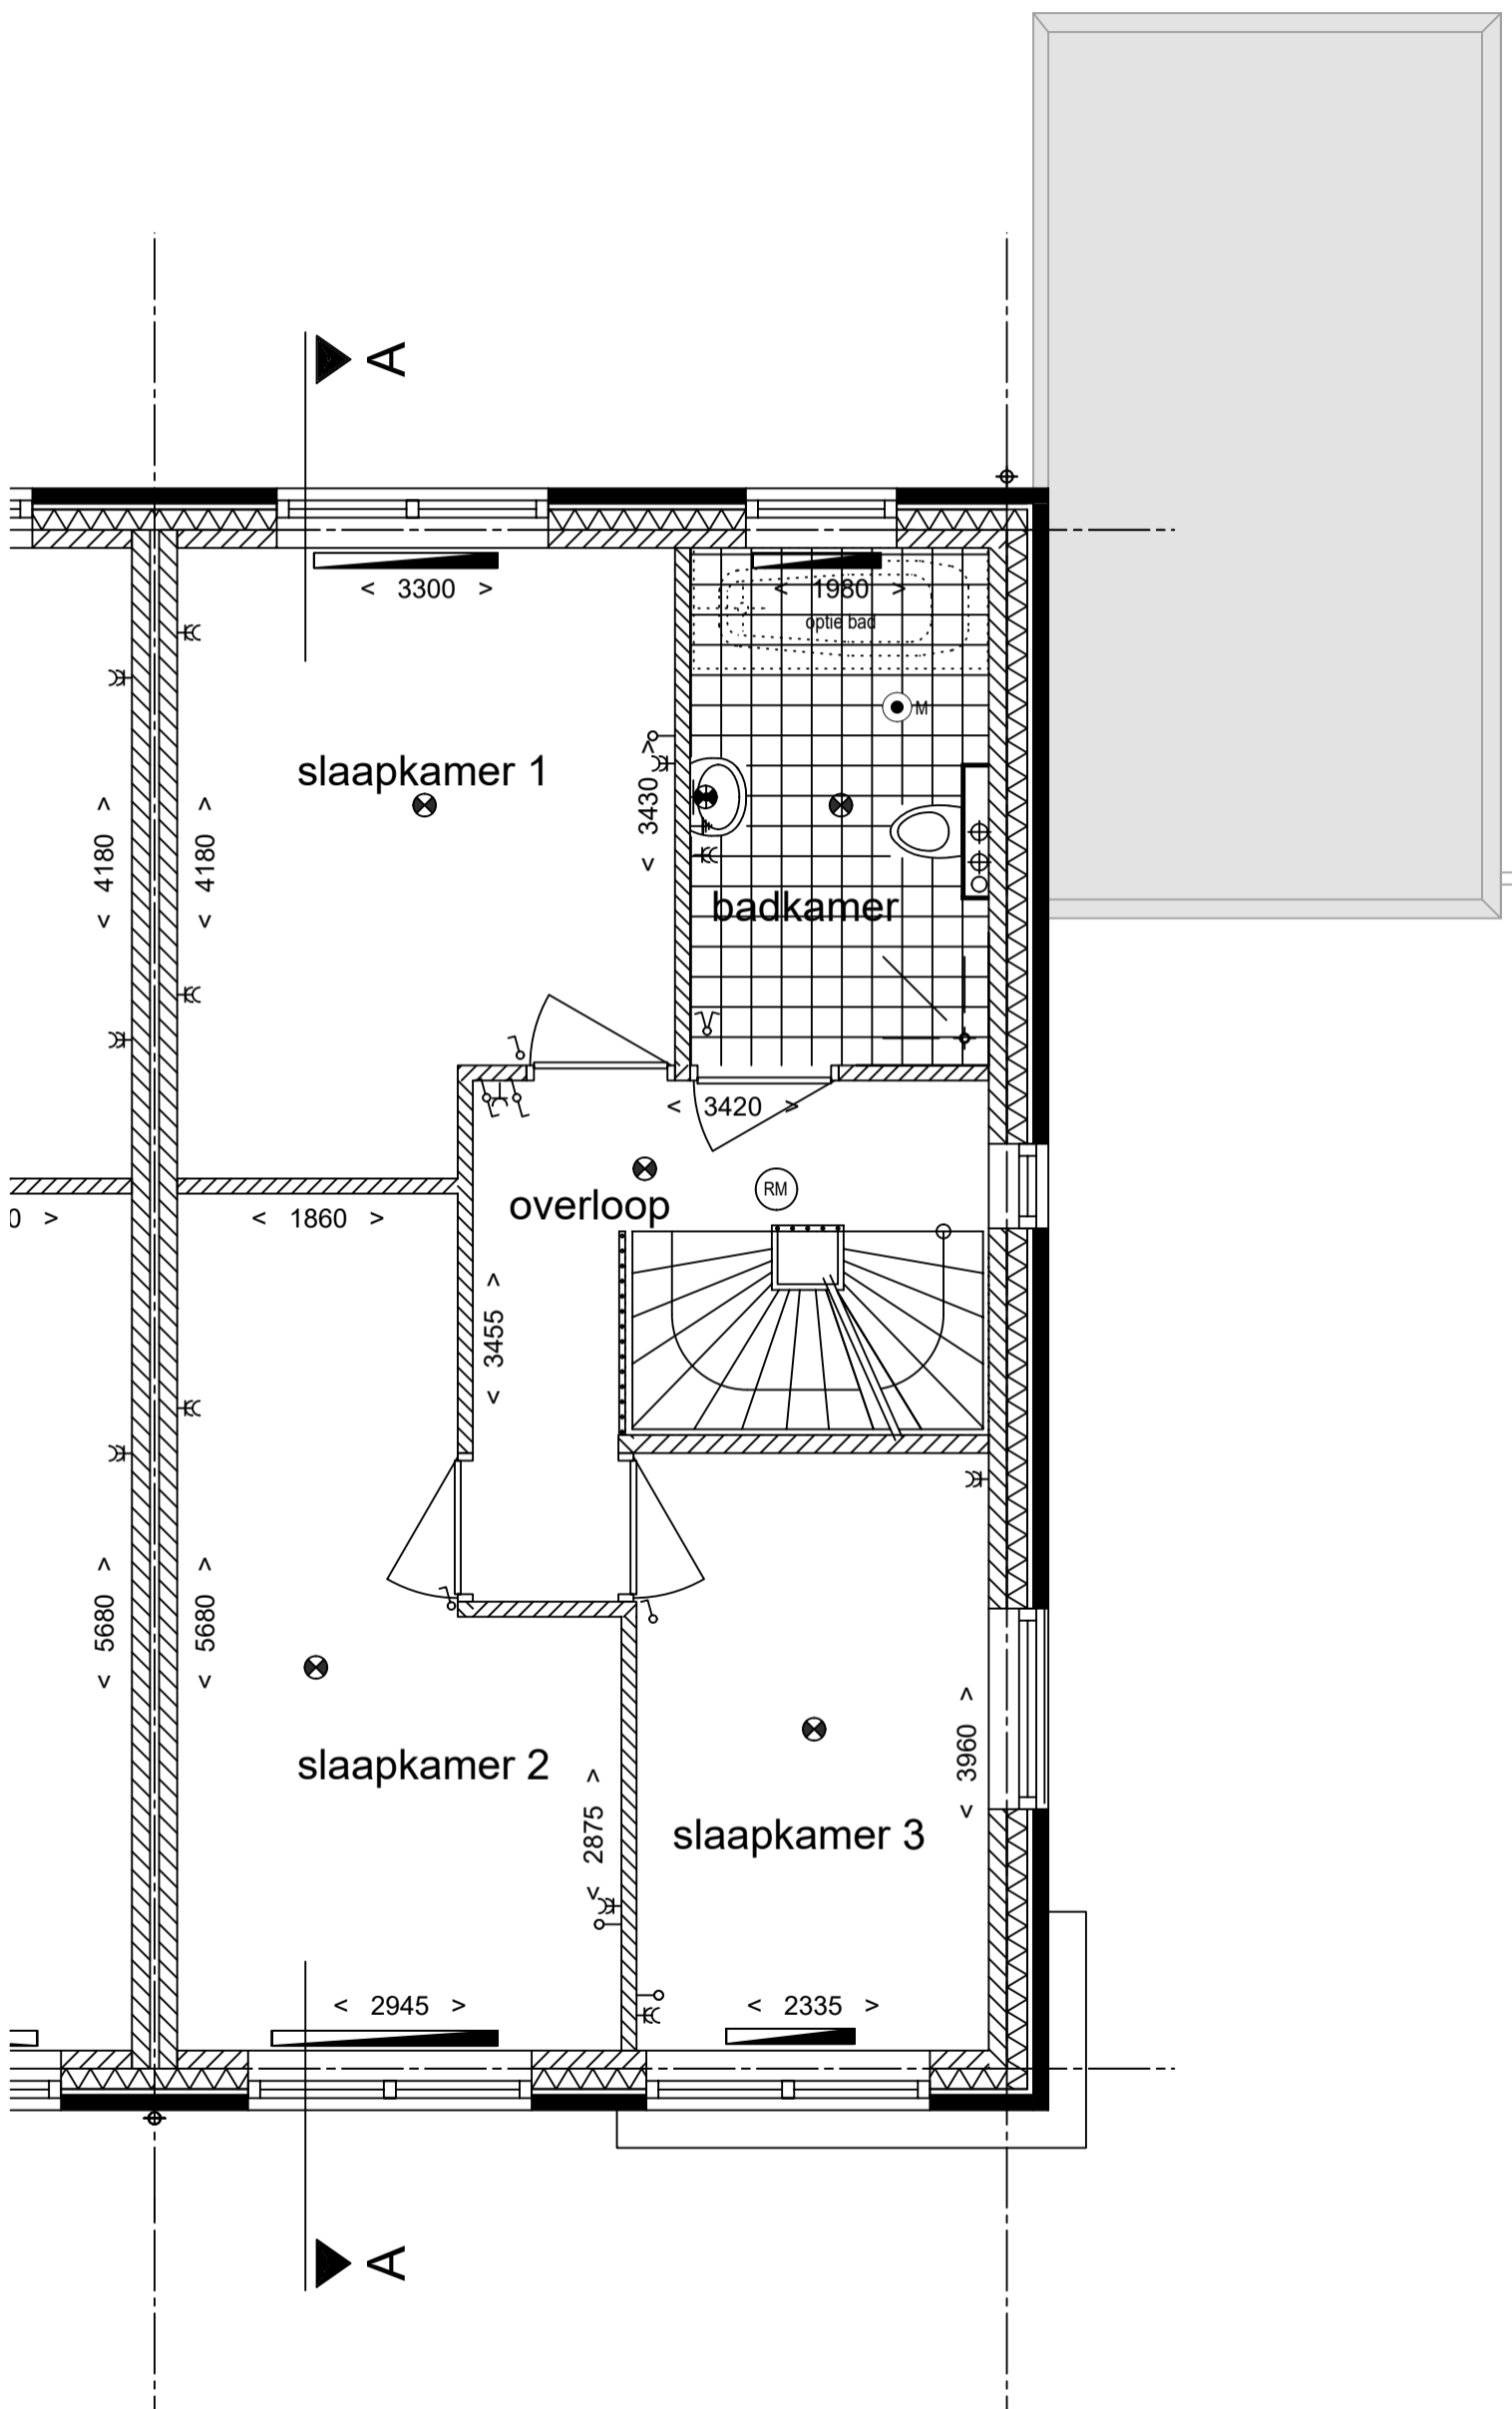 A
< 3300 >
< 1980 >
optie bad
M
slaapkamer 1
< 3430 >
< 4180 >
< 4180 >
badkamer
< 3420 >
RM
overloop
0 >
< 1860 >
< 3455 >
< 5680 >
< 5680 >
slaapkamer 2
< 3960 >
< 2875 >
slaapkamer 3
< 2945 >
< 2335 >
A